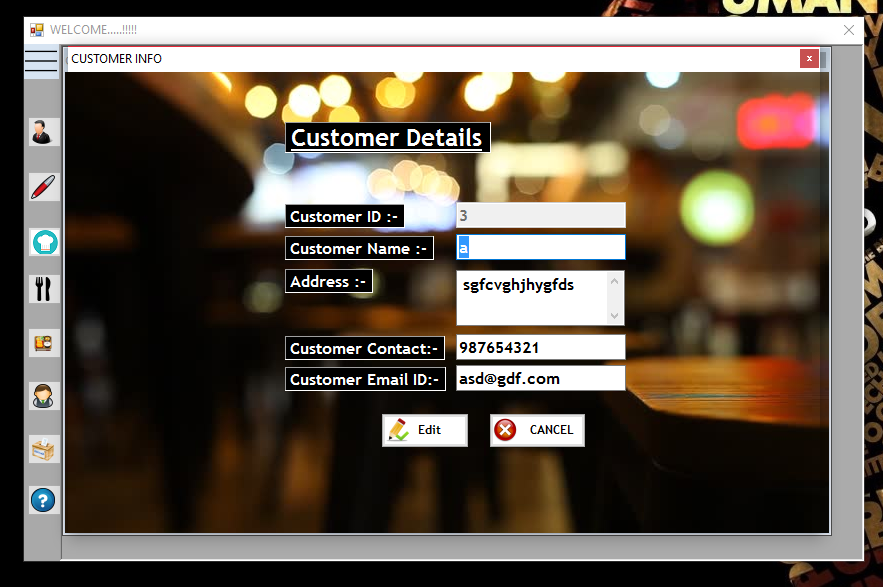 UMAN
WELCOME.....!!!!!
CUSTOMER INFO
x
Customer Details
Customer ID :-
3
Customer Name :-
a
Address :-
sgfcvghjhygfds
Customer Contact:-
987654321
Customer Email ID:-
asd@gdf.com
Edit
CANCEL
?